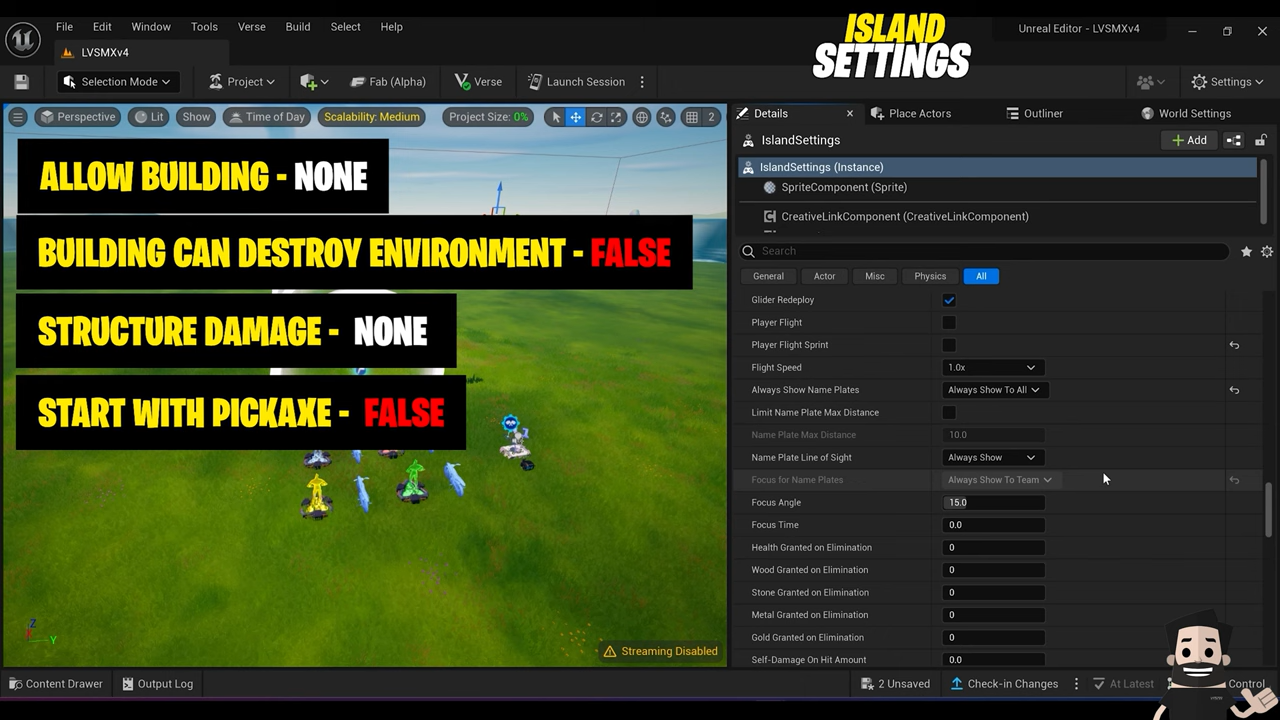 File Edit Window Tools Verse Build Select Help
ISLAND
SETTINGS
Unreal Editor - LVSMXv4
LVSMXv4
Selection Mode Project Fab (Alpha) Verse Launch Session Settings
Perspective Lit Show Time of Day Scalability: Medium Project Size: 0% 2
Details Place Actors Outliner World Settings
IslandSettings
Add
IslandSettings (Instance)
SpriteComponent (Sprite)
CreativeLinkComponent (CreativeLinkComponent)
Search
General Actor Misc Physics All
ALLOW BUILDING - NONE
BUILDING CAN DESTROY ENVIRONMENT - FALSE
STRUCTURE DAMAGE - NONE
START WITH PICKAXE - FALSE
Glider Redeploy
Player Flight
Player Flight Sprint
Flight Speed 1.0x
Always Show Name Plates Always Show To All
Limit Name Plate Max Distance
Name Plate Max Distance 10.0
Name Plate Line of Sight Always Show
Focus for Name Plates Always Show To Team
Focus Angle 15.0
Focus Time 0.0
Health Granted on Elimination 0
Wood Granted on Elimination 0
Stone Granted on Elimination 0
Metal Granted on Elimination 0
Gold Granted on Elimination 0
Self-Damage On Hit Amount 0.0
Z
Y
Streaming Disabled
Content Drawer Output Log 2 Unsaved Check-in Changes At Latest Control